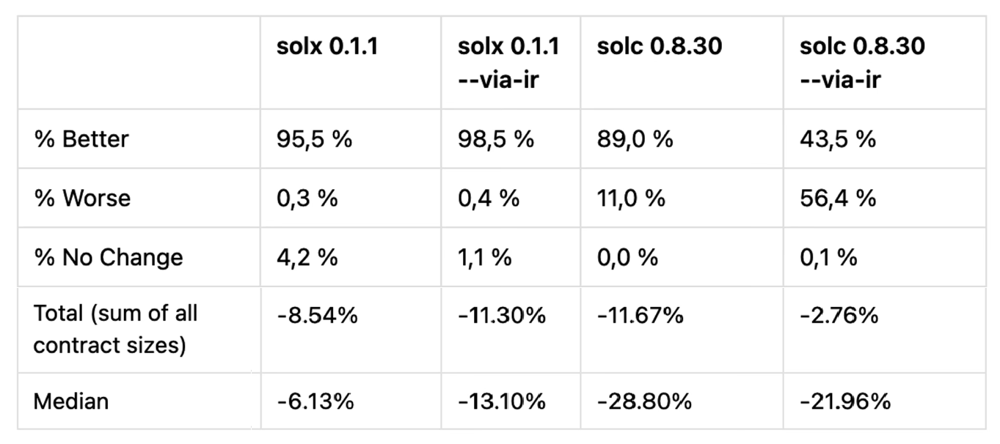 solx 0.1.1 solx 0.1.1 solc 0.8.30 solc 0.8.30
--via-ir --via-ir
% Better 95,5 % 98,5 % 89,0 % 43,5 %
% Worse 0,3 % 0,4 % 11,0 % 56,4 %
% No Change 4,2 % 1,1 % 0,0 % 0,1 %
Total (sum of all -8.54% -11.30% -11.67% -2.76%
contract sizes)
Median -6.13% -13.10% -28.80% -21.96%